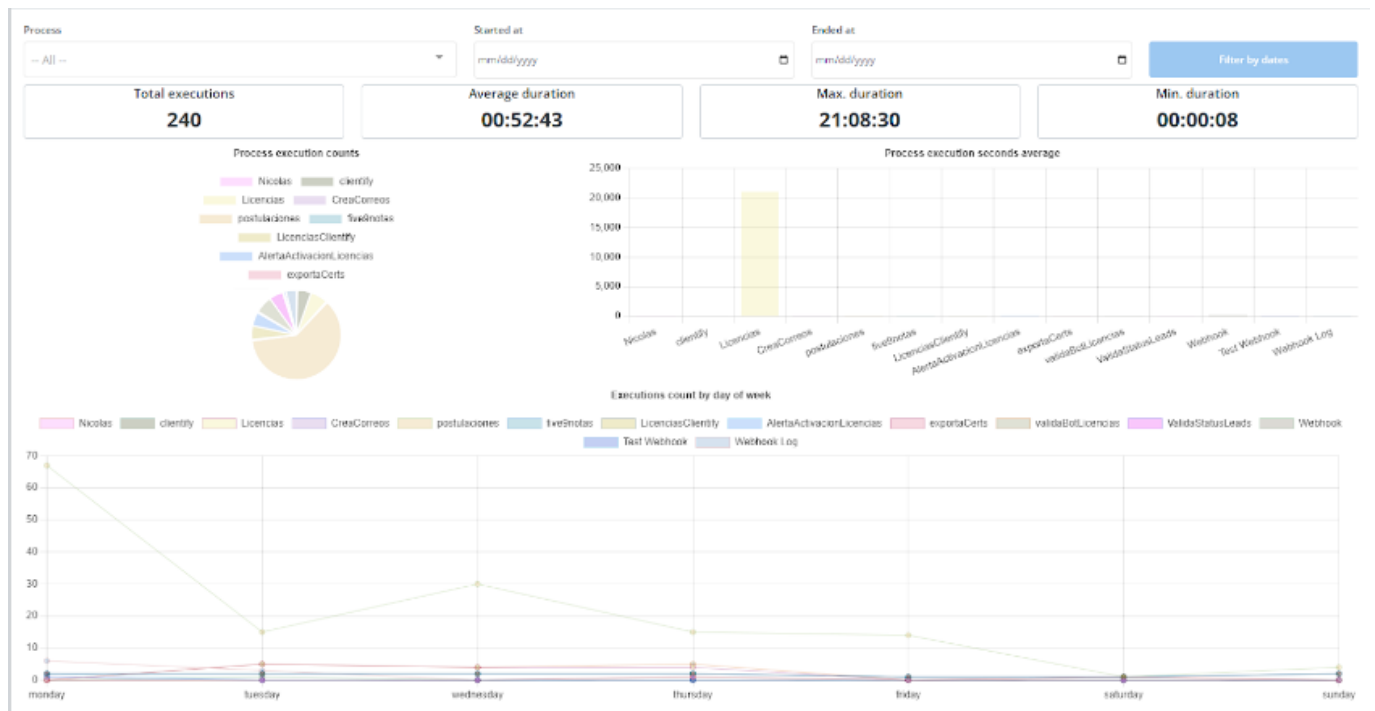 Process Started at Ended at
-- All -- mm/dd/yyyy mm/dd/yyyy Filter by dates
Total executions Average duration Max. duration Min. duration
240 00:52:43 21:08:30 00:00:08
Process execution counts
Nicolas clientify
Licencias CreaCorreos
postulaciones five9notas
LicenciasClientify
AlertaActivacionLicencias
exportaCerts
Process execution seconds average
25,000
20,000
15,000
10,000
5,000
0
Nicolas clientify Licencias CreaCorreos postulaciones five9notas LicenciasClientify AlertaActivacionLicencias exportaCerts validaBotLicencias ValidaStatusLeads Webhook Test Webhook Webhook Log
Executions count by day of week
Nicolas clientify Licencias CreaCorreos postulaciones five9notas LicenciasClientify AlertaActivacionLicencias exportaCerts validaBotLicencias ValidaStatusLeads Webhook
Test Webhook Webhook Log
70
60
50
40
30
20
10
0
monday tuesday wednesday thursday friday saturday sunday